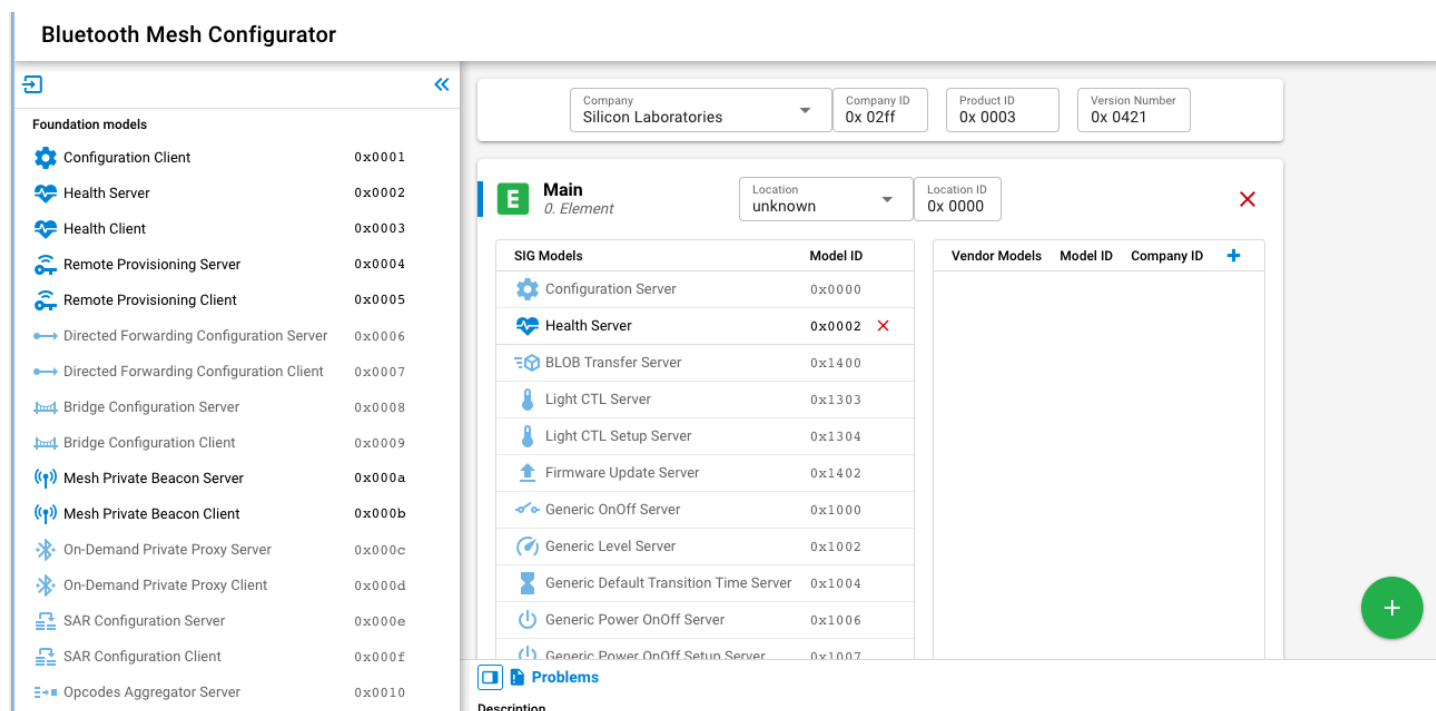 Bluetooth Mesh Configurator
Foundation models
Configuration Client 0x0001
Health Server 0x0002
Health Client 0x0003
Remote Provisioning Server 0x0004
Remote Provisioning Client 0x0005
Directed Forwarding Configuration Server 0x0006
Directed Forwarding Configuration Client 0x0007
Bridge Configuration Server 0x0008
Bridge Configuration Client 0x0009
Mesh Private Beacon Server 0x000a
Mesh Private Beacon Client 0x000b
On-Demand Private Proxy Server 0x000c
On-Demand Private Proxy Client 0x000d
SAR Configuration Server 0x000e
SAR Configuration Client 0x000f
Opcodes Aggregator Server 0x0010
Company Company ID Product ID Version Number
Silicon Laboratories 0x 02ff 0x 0003 0x 0421
E
Main
0. Element
Location Location ID
unknown 0x 0000
SIG Models Model ID
Configuration Server 0x0000
Health Server 0x0002
BLOB Transfer Server 0x1400
Light CTL Server 0x1303
Light CTL Setup Server 0x1304
Firmware Update Server 0x1402
Generic OnOff Server 0x1000
Generic Level Server 0x1002
Generic Default Transition Time Server 0x1004
Generic Power OnOff Server 0x1006
Generic Power OnOff Setup Server 0x1007
Vendor Models Model ID Company ID +
+
Problems
Description